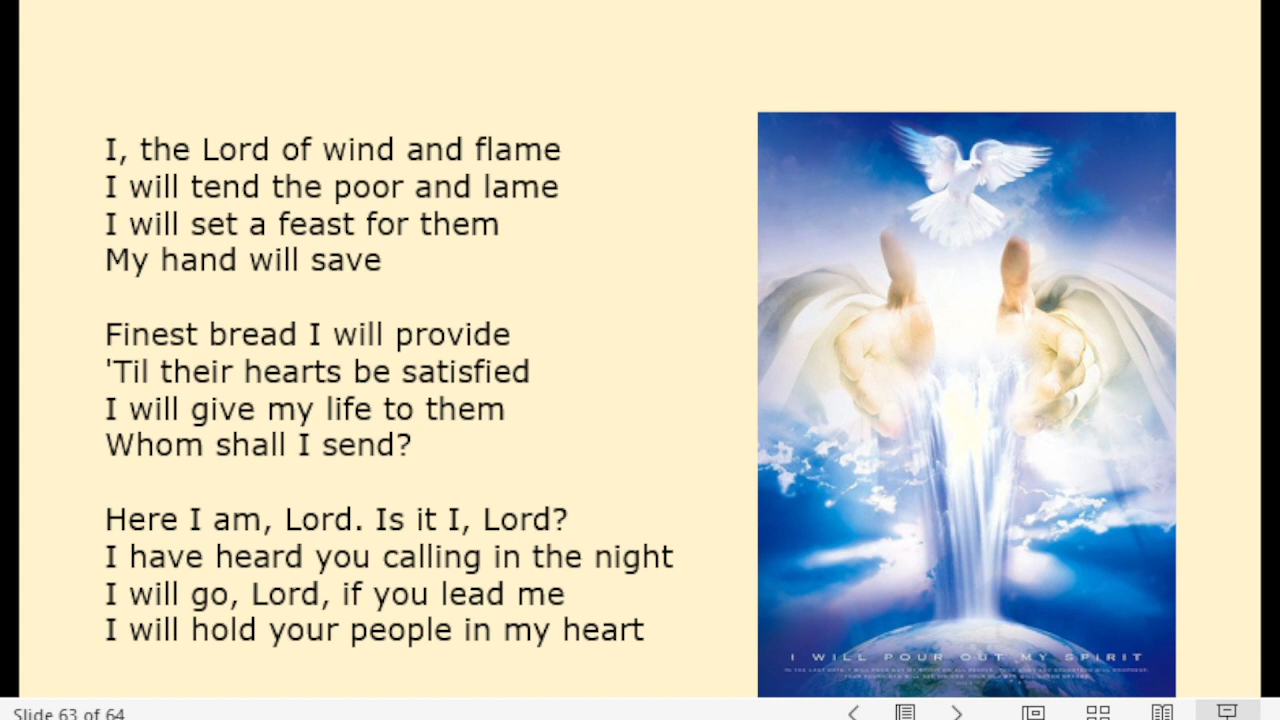 I, the Lord of wind and flame
I will tend the poor and lame
I will set a feast for them
My hand will save
Finest bread I will provide
'Til their hearts be satisfied
I will give my life to them
Whom shall I send?
Here I am, Lord. Is it I, Lord?
I have heard you calling in the night
I will go, Lord, if you lead me
I will hold your people in my heart
I WILL POUR OUT MY SPIRIT
Slide 63 of 64